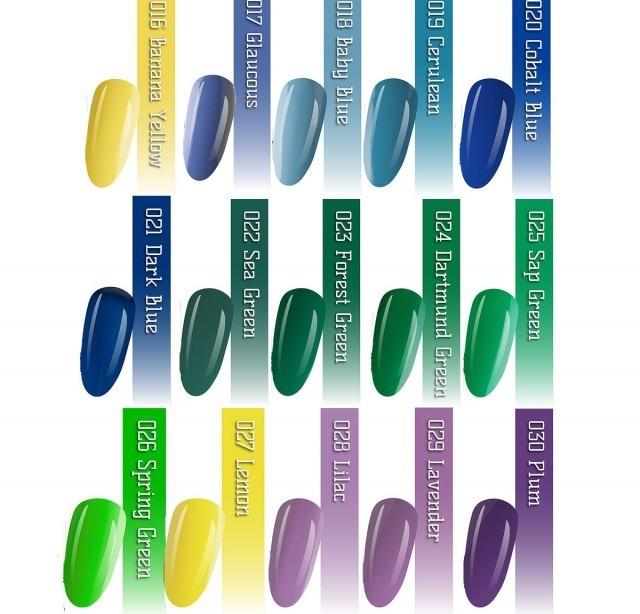 016 Banana Yellow
017 Glaucous
018 Baby Blue
019 Cerulean
020 Cobalt Blue
021 Dark Blue
022 Sea Green
023 Forest Green
024 Dartmund Green
025 Sap Green
026 Spring Green
027 Lemon
028 Lilac
029 Lavender
030 Plum